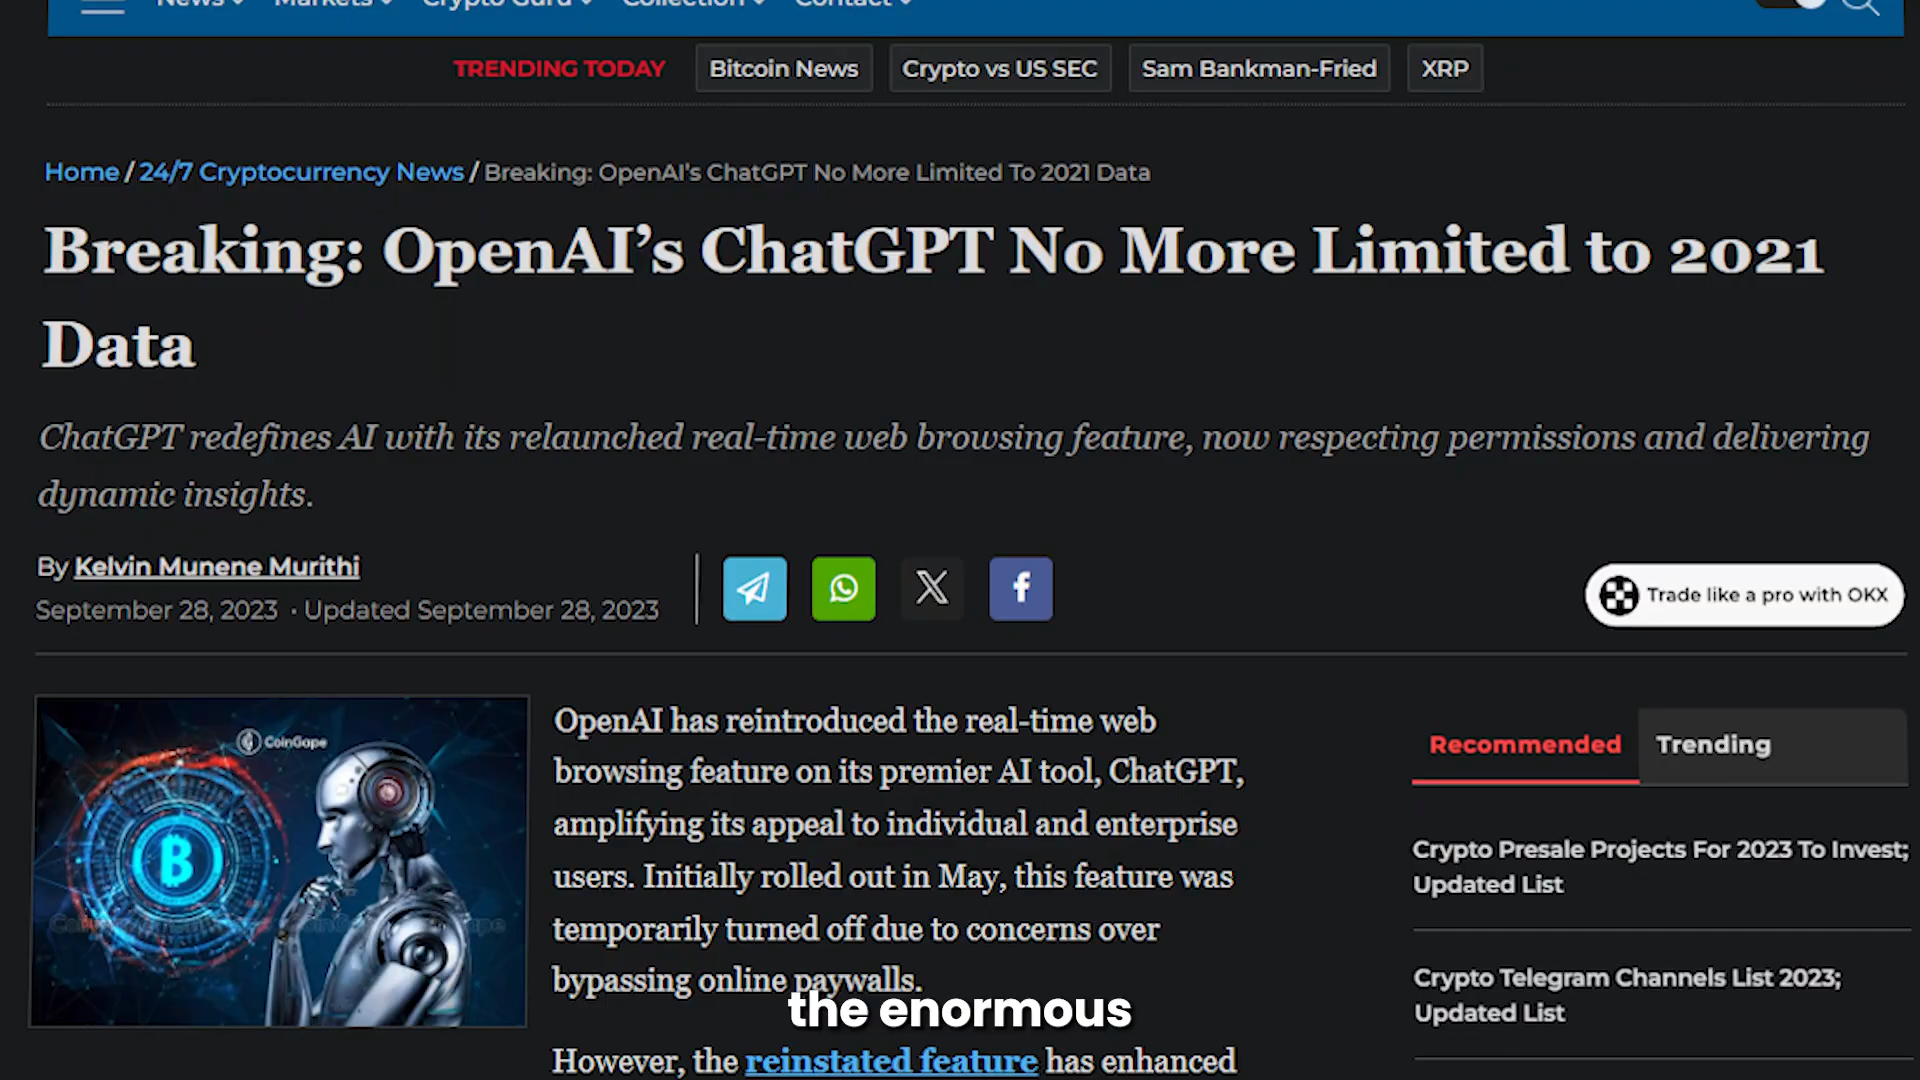 News Markets Crypto Guru Collection Contact
TRENDING TODAY Bitcoin News Crypto vs US SEC Sam Bankman-Fried XRP
Home / 24/7 Cryptocurrency News / Breaking: OpenAI's ChatGPT No More Limited To 2021 Data
Breaking: OpenAI’s ChatGPT No More Limited to 2021
Data
ChatGPT redefines AI with its relaunched real-time web browsing feature, now respecting permissions and delivering
dynamic insights.
By Kelvin Munene Murithi
September 28, 2023 · Updated September 28, 2023
Trade like a pro with OKX
CoinGape
OpenAI has reintroduced the real-time web
browsing feature on its premier AI tool, ChatGPT,
amplifying its appeal to individual and enterprise
users. Initially rolled out in May, this feature was
temporarily turned off due to concerns over
bypassing online paywalls.
the enormous
However, the reinstated feature has enhanced
Recommended Trending
Crypto Presale Projects For 2023 To Invest;
Updated List
Crypto Telegram Channels List 2023;
Updated List